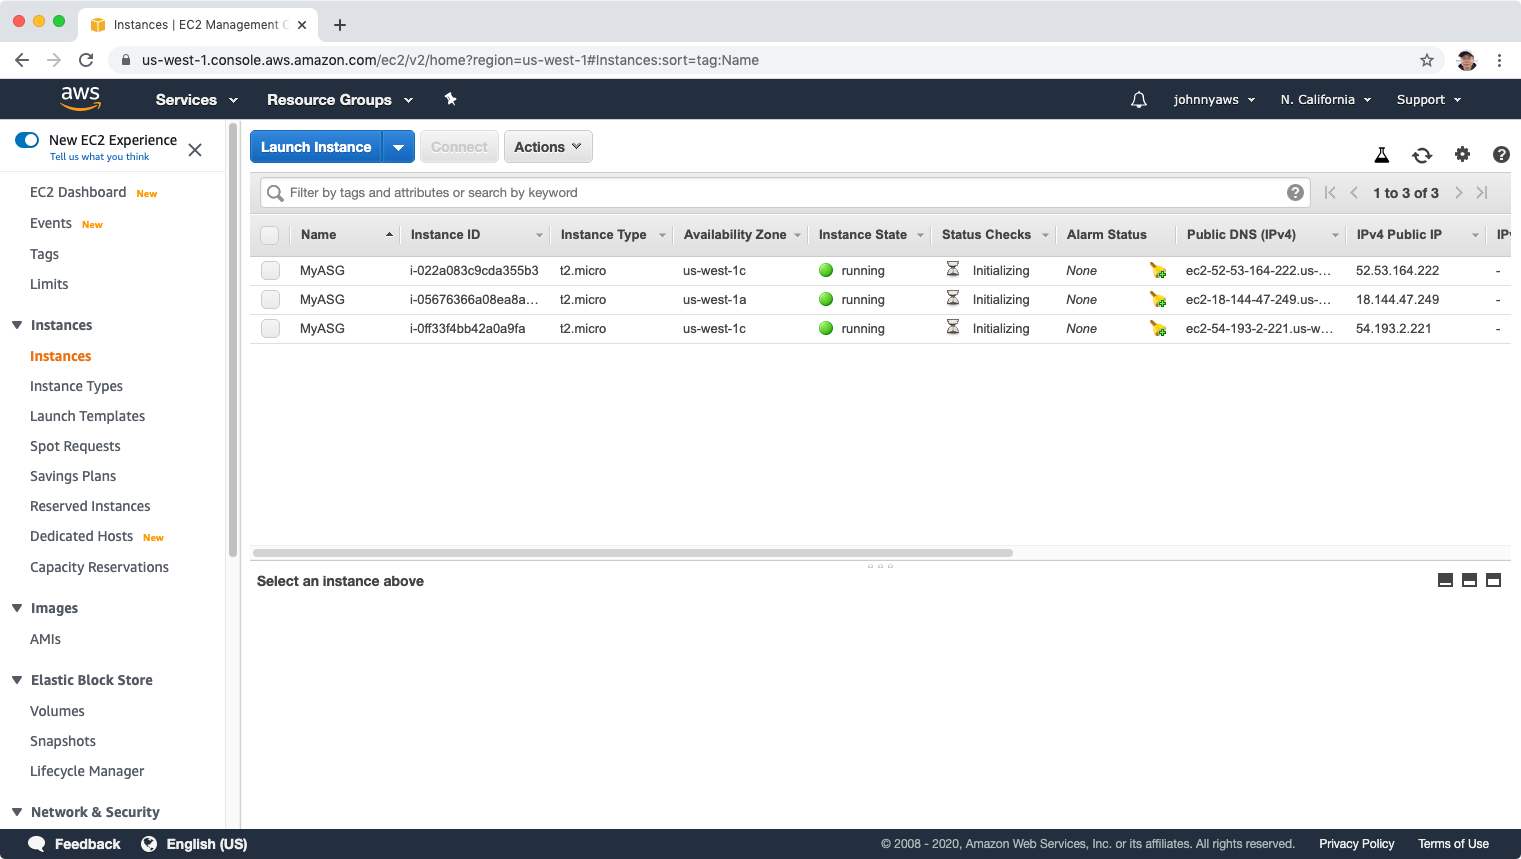 Instances | EC2 Management C
us-west-1.console.aws.amazon.com/ec2/v2/home?region=us-west-1#Instances:sort=tag:Name
aws Services Resource Groups johnnyaws N. California Support
New EC2 Experience
Tell us what you think
EC2 Dashboard New
Events New
Tags
Limits
Instances
Instances
Instance Types
Launch Templates
Spot Requests
Savings Plans
Reserved Instances
Dedicated Hosts New
Capacity Reservations
Images
AMIs
Elastic Block Store
Volumes
Snapshots
Lifecycle Manager
Network & Security
Launch Instance Connect Actions
Filter by tags and attributes or search by keyword 1 to 3 of 3
Name Instance ID Instance Type Availability Zone Instance State Status Checks Alarm Status Public DNS (IPv4) IPv4 Public IP
MyASG i-022a083c9cda355b3 t2.micro us-west-1c running Initializing None ec2-52-53-164-222.us-... 52.53.164.222 -
MyASG i-05676366a08ea8a... t2.micro us-west-1a running Initializing None ec2-18-144-47-249.us-... 18.144.47.249 -
MyASG i-0ff33f4bb42a0a9fa t2.micro us-west-1c running Initializing None ec2-54-193-2-221.us-w... 54.193.2.221 -
Select an instance above
Feedback English (US) © 2008 - 2020, Amazon Web Services, Inc. or its affiliates. All rights reserved. Privacy Policy Terms of Use